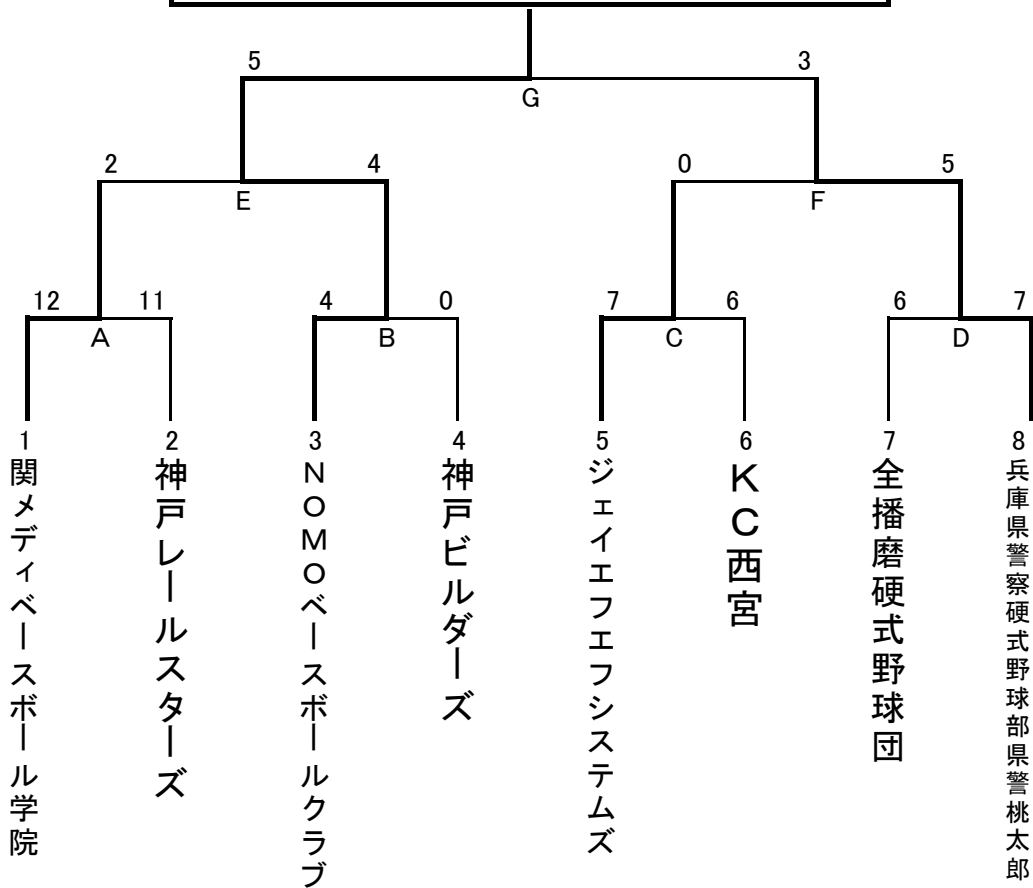 5 3
G
2 4 0 5
E F
12 11 4 0 7 6 6 7
A B C D
1 2 3 4 5 6 7 8
関メディベースボール学院
神戸レールスターズ
NOMOベースボールクラブ
神戸ビルダーズ
ジェイエフエフシステムズ
KC西宮
全播磨硬式野球団
兵庫県警察硬式野球部県警桃太郎